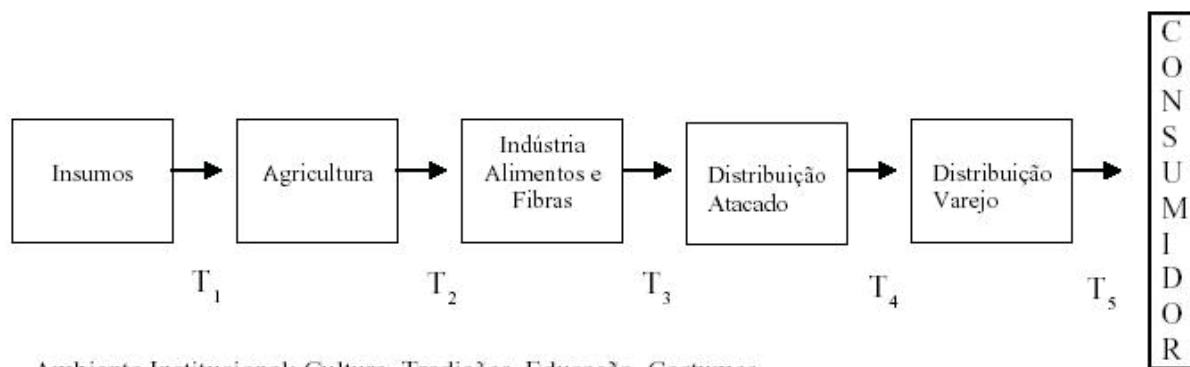 Insumos
Agricultura
Indústria
Alimentos e
Fibras
Distribuição
Atacado
Distribuição
Varejo
C
O
N
S
U
M
I
D
O
R
T1
T2
T3
T4
T5
Ambiente Institucional: Cultura, Tradições, Educação, Costumes